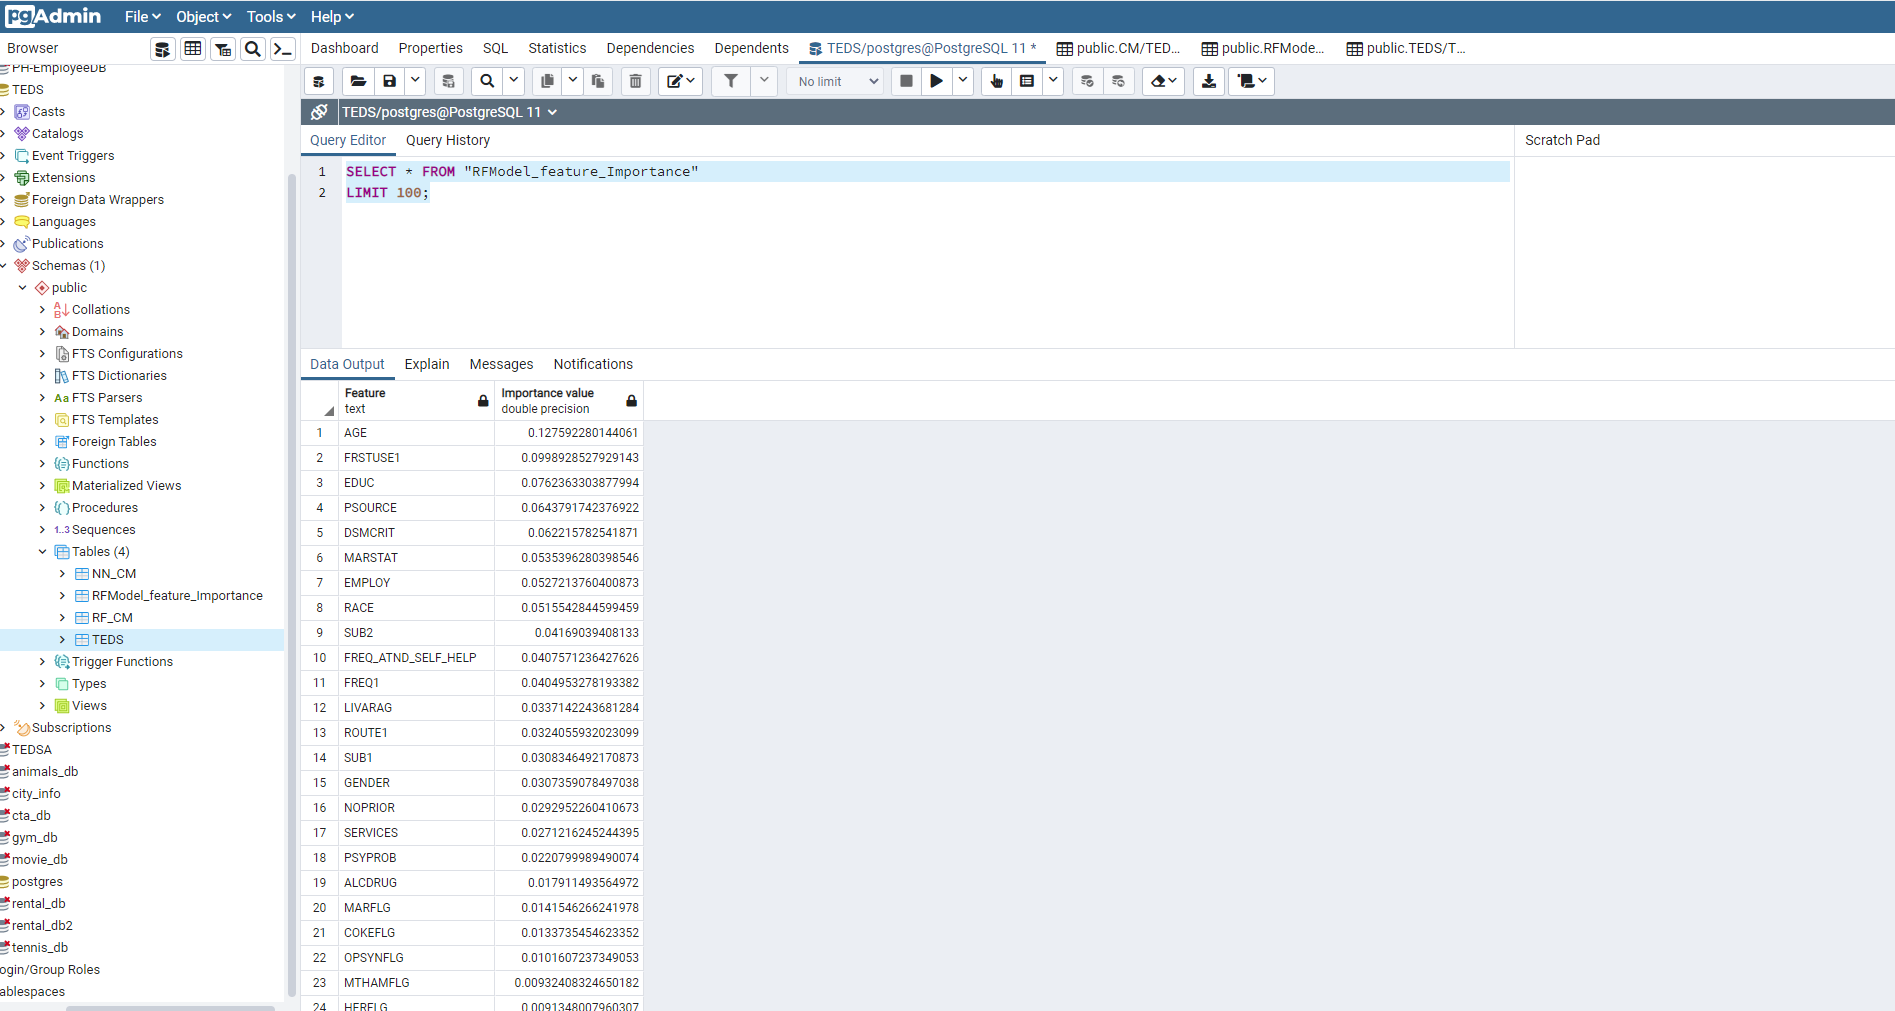 pgAdmin File Object Tools Help
Browser
Dashboard Properties SQL Statistics Dependencies Dependents TEDS/postgres@PostgreSQL 11 * public.CM/TED... public.RFMode... public.TEDS/T...
No limit
TEDS/postgres@PostgreSQL 11
Query Editor Query History
Scratch Pad
1 SELECT * FROM "RFModel_feature_Importance"
2 LIMIT 100;
PH-EmployeeDB
TEDS
Casts
Catalogs
Event Triggers
Extensions
Foreign Data Wrappers
Languages
Publications
Schemas (1)
public
Collations
Domains
FTS Configurations
FTS Dictionaries
Aa FTS Parsers
FTS Templates
Foreign Tables
Functions
Materialized Views
Procedures
1..3 Sequences
Tables (4)
NN_CM
RFModel_feature_Importance
RF_CM
TEDS
Trigger Functions
Types
Views
Subscriptions
TEDSA
animals_db
city_info
cta_db
gym_db
movie_db
postgres
rental_db
rental_db2
tennis_db
ogin/Group Roles
ablespaces
Data Output Explain Messages Notifications
Feature Importance value
text double precision
1 AGE 0.127592280144061
2 FRSTUSE1 0.0998928527929143
3 EDUC 0.0762363303877994
4 PSOURCE 0.0643791742376922
5 DSMCRIT 0.062215782541871
6 MARSTAT 0.0535396280398546
7 EMPLOY 0.0527213760400873
8 RACE 0.0515542844599459
9 SUB2 0.04169039408133
10 FREQ_ATND_SELF_HELP 0.0407571236427626
11 FREQ1 0.0404953278193382
12 LIVARAG 0.0337142243681284
13 ROUTE1 0.0324055932023099
14 SUB1 0.0308346492170873
15 GENDER 0.0307359078497038
16 NOPRIOR 0.0292952260410673
17 SERVICES 0.0271216245244395
18 PSYPROB 0.0220799989490074
19 ALCDRUG 0.017911493564972
20 MARFLG 0.0141546266241978
21 COKEFLG 0.0133735454623352
22 OPSYNFLG 0.0101607237349053
23 MTHAMFLG 0.00932408324650182
24 HERFLG 0.0091348007960307